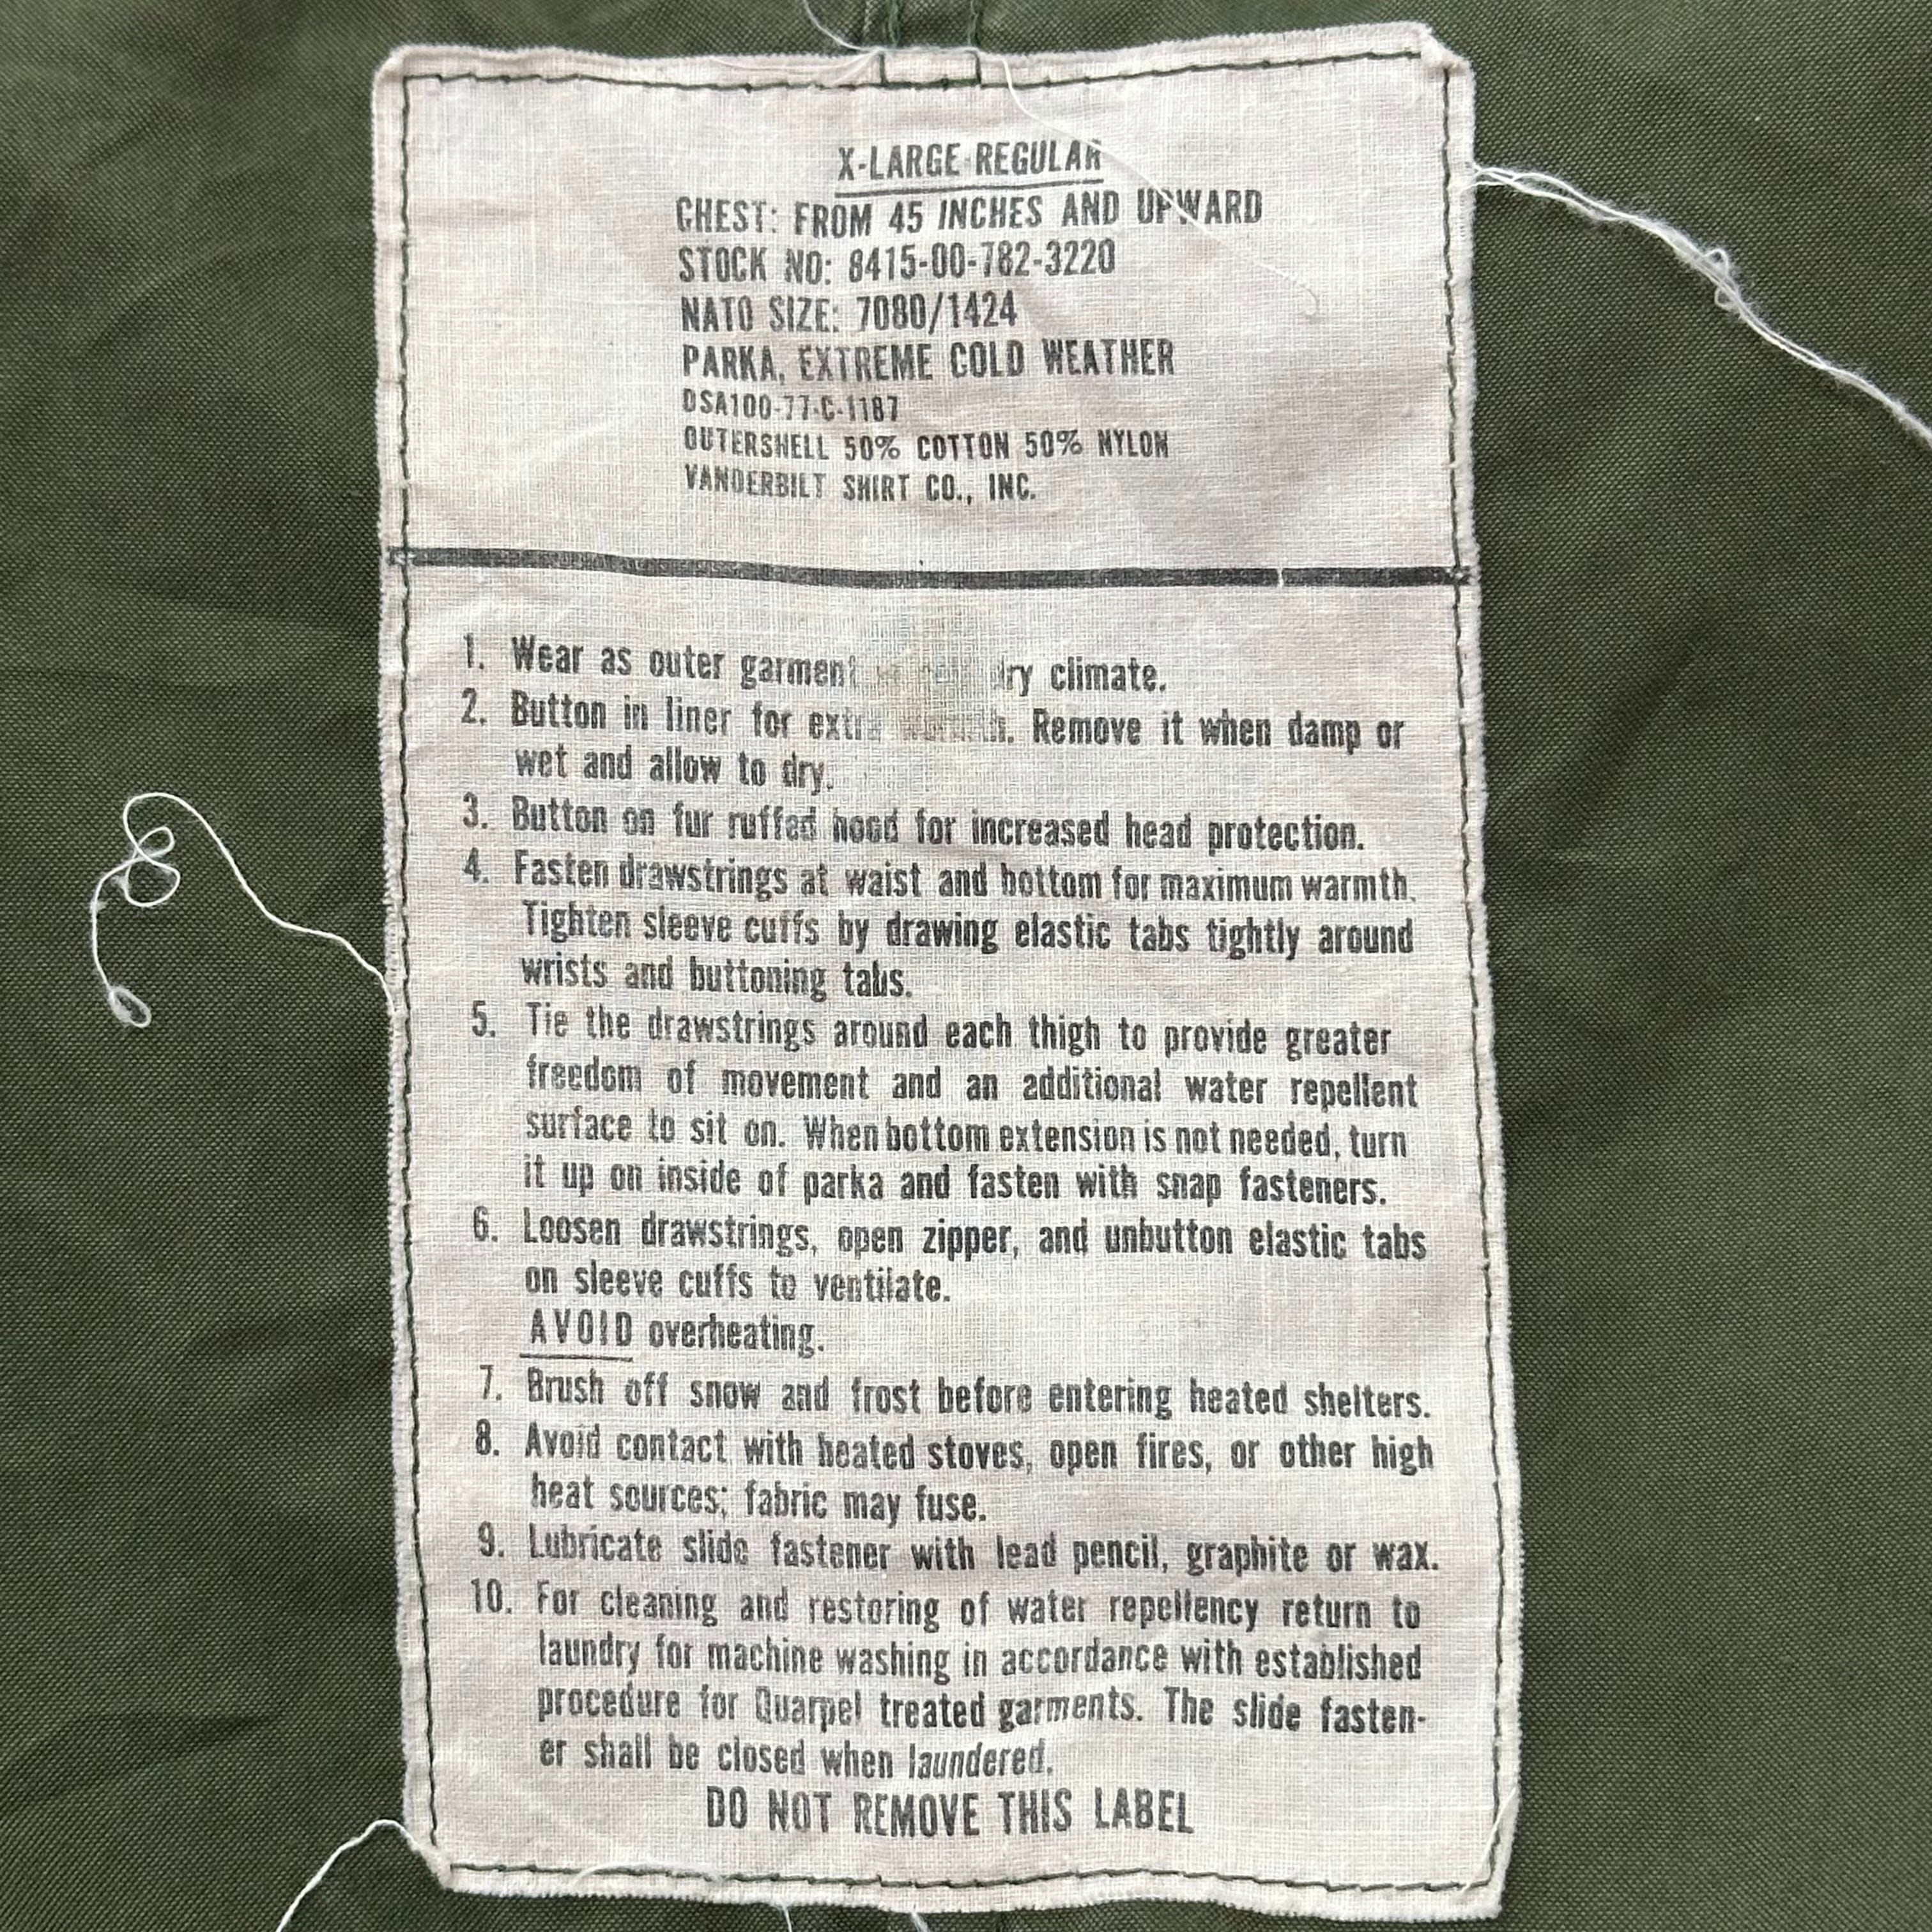 X-LARGE-REGULAR
CHEST: FROM 45 INCHES AND UPWARD
STOCK NO: 8415-00-782-3220
NATO SIZE: 7080/1424
PARKA, EXTREME COLD WEATHER
DSA100-77-C-1187
OUTERSHELL 50% COTTON 50% NYLON
VANDERBILT SHIRT CO., INC.
1. Wear as outer garment dry climate.
2. Button in liner for extra warmth. Remove it when damp or
wet and allow to dry.
3. Button on fur ruffed hood for increased head protection.
4. Fasten drawstrings at waist and bottom for maximum warmth.
Tighten sleeve cuffs by drawing elastic tabs tightly around
wrists and buttoning tabs.
5. Tie the drawstrings around each thigh to provide greater
freedom of movement and an additional water repellent
surface to sit on. When bottom extension is not needed, turn
it up on inside of parka and fasten with snap fasteners.
6. Loosen drawstrings, open zipper, and unbutton elastic tabs
on sleeve cuffs to ventilate.
AVOID overheating.
7. Brush off snow and frost before entering heated shelters.
8. Avoid contact with heated stoves, open fires, or other high
heat sources; fabric may fuse.
9. Lubricate slide fastener with lead pencil, graphite or wax.
10. For cleaning and restoring of water repellency return to
laundry for machine washing in accordance with established
procedure for Quarpel treated garments. The slide fasten-
er shall be closed when laundered.
DO NOT REMOVE THIS LABEL